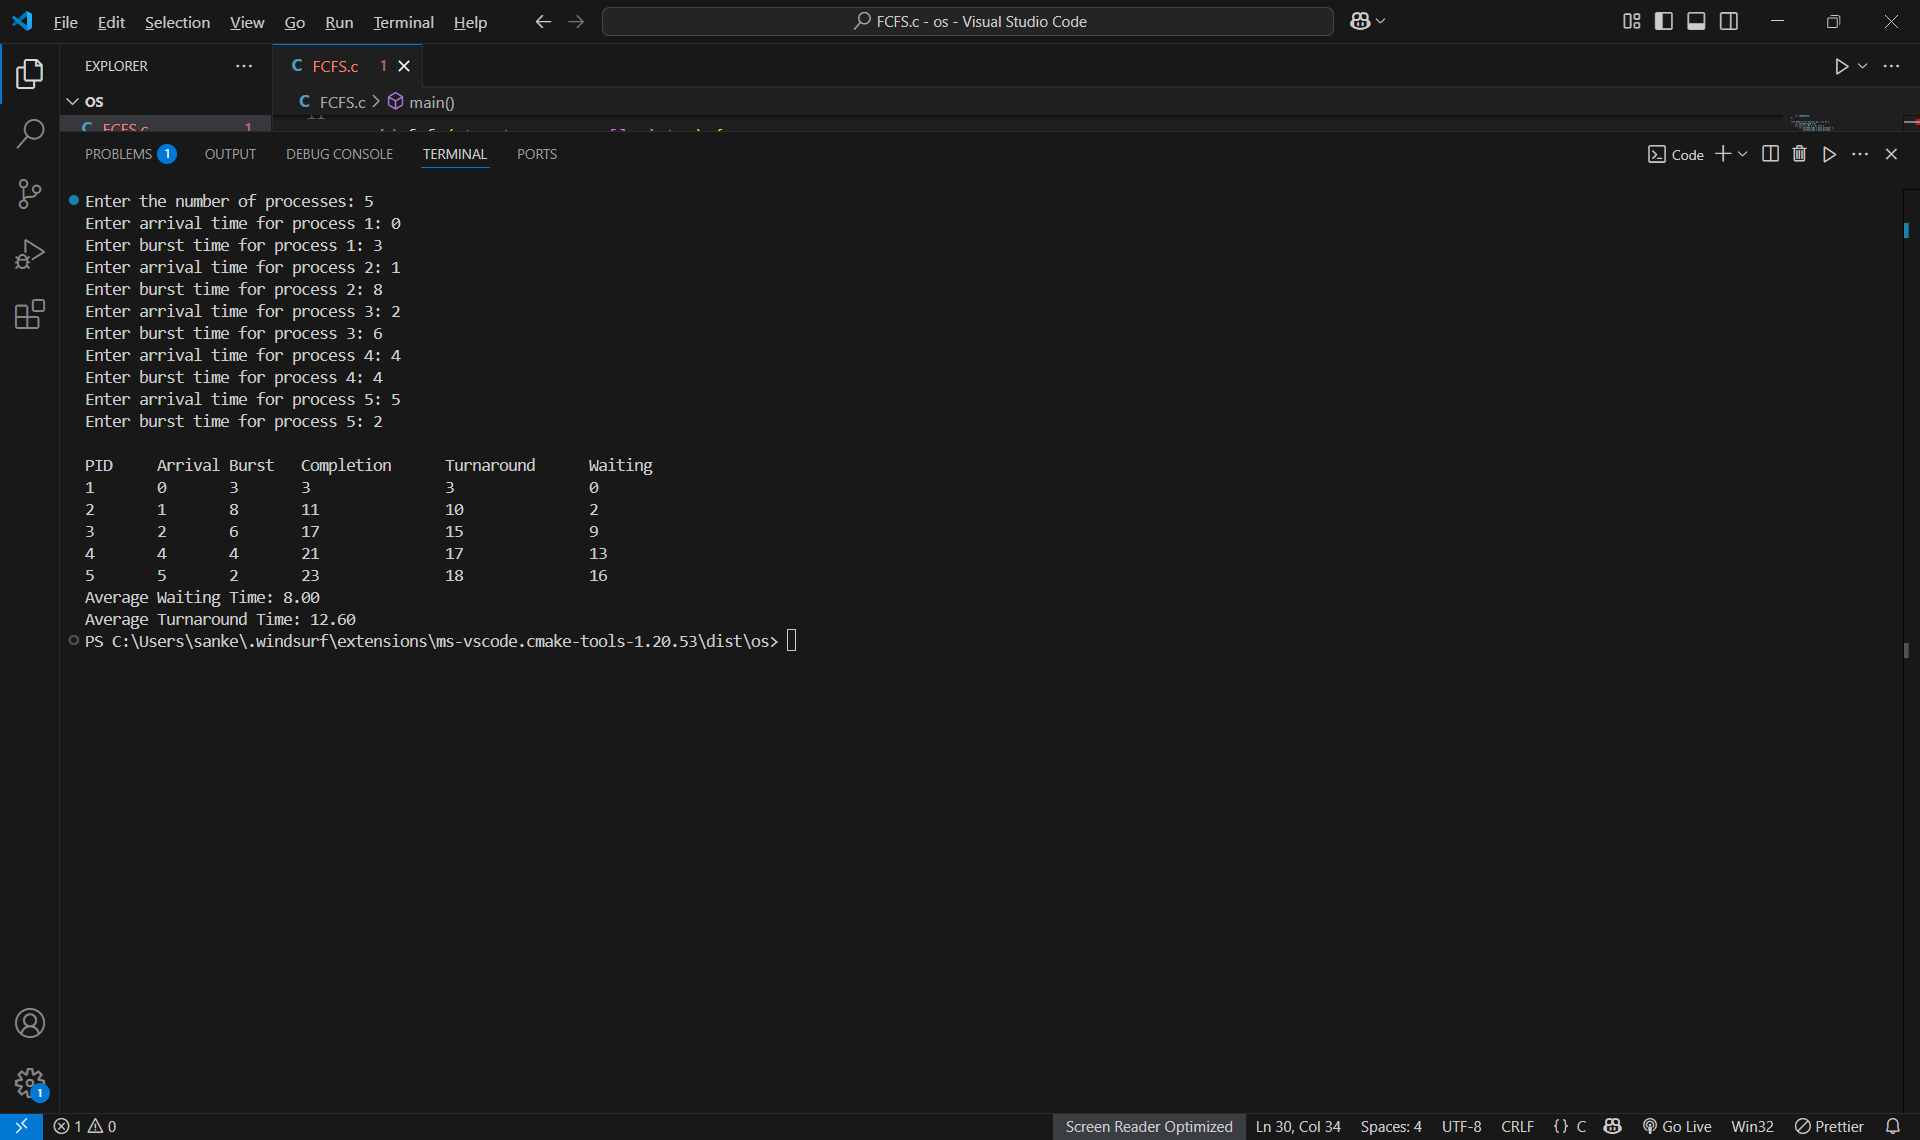 File Edit Selection View Go Run Terminal Help
FCFS.c - os - Visual Studio Code
EXPLORER
C FCFS.c 1
OS
C FCFS.c > main()
C FCFS.c 1
11
PROBLEMS 1 OUTPUT DEBUG CONSOLE TERMINAL PORTS
Code
Enter the number of processes: 5
Enter arrival time for process 1: 0
Enter burst time for process 1: 3
Enter arrival time for process 2: 1
Enter burst time for process 2: 8
Enter arrival time for process 3: 2
Enter burst time for process 3: 6
Enter arrival time for process 4: 4
Enter burst time for process 4: 4
Enter arrival time for process 5: 5
Enter burst time for process 5: 2
PID Arrival Burst Completion Turnaround Waiting
1 0 3 3 3 0
2 1 8 11 10 2
3 2 6 17 15 9
4 4 4 21 17 13
5 5 2 23 18 16
Average Waiting Time: 8.00
Average Turnaround Time: 12.60
PS C:\Users\sanke\.windsurf\extensions\ms-vscode.cmake-tools-1.20.53\dist\os>
1
1 0 Screen Reader Optimized Ln 30, Col 34 Spaces: 4 UTF-8 CRLF {} C Go Live Win32 Prettier